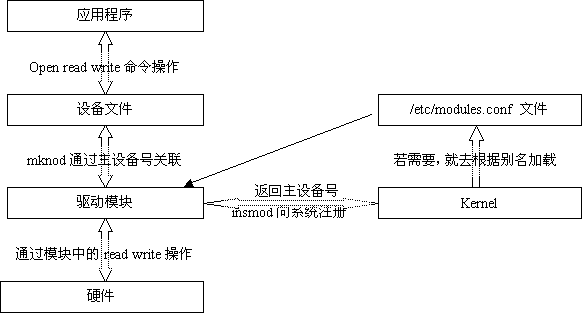 应用程序
Open read write 命令操作
设备文件
/etc/modules.conf 文件
mknod 通过主设备号关联
若需要，就去根据别名加载
驱动模块
返回主设备号
insmod 向系统注册
Kernel
通过模块中的 read write 操作
硬件